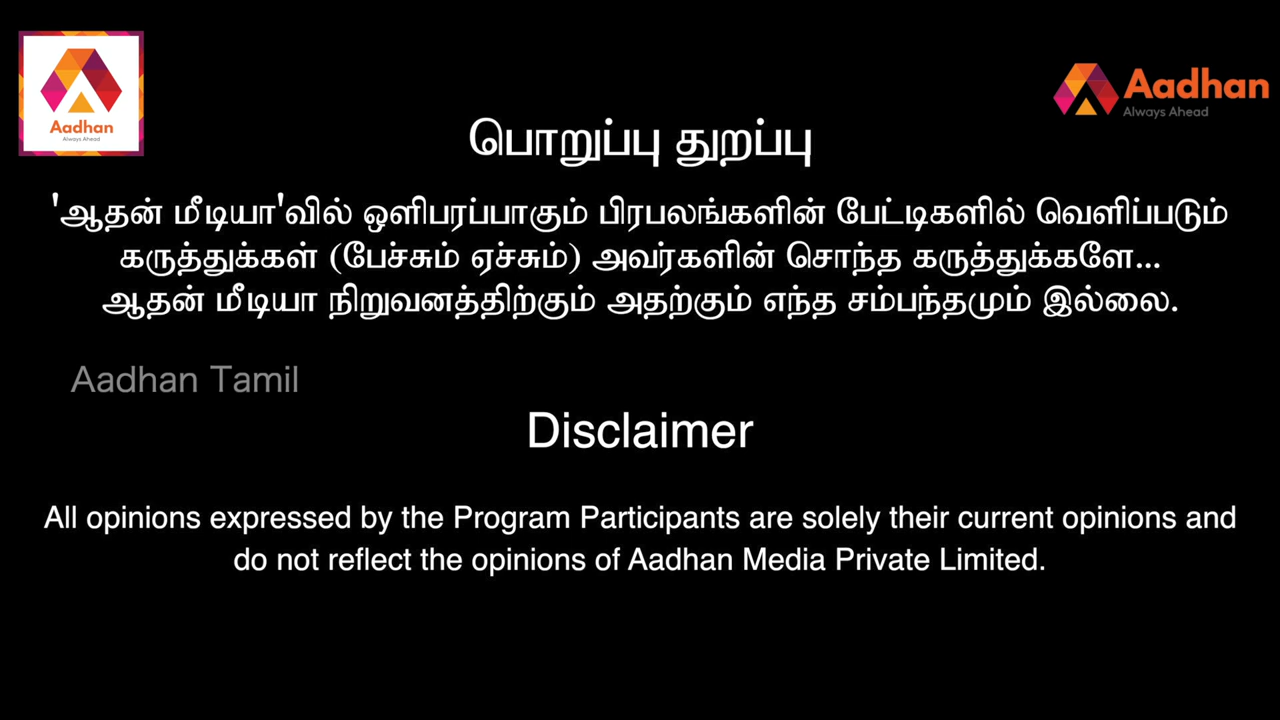 Aadhan
Always Ahead
Aadhan
Always Ahead
பொறுப்பு துறப்பு
'ஆதன் மீடியா'வில் ஒளிபரப்பாகும் பிரபலங்களின் பேட்டிகளில் வெளிப்படும்
கருத்துக்கள் (பேச்சும் ஏச்சும்) அவர்களின் சொந்த கருத்துக்களே...
ஆதன் மீடியா நிறுவனத்திற்கும் அதற்கும் எந்த சம்பந்தமும் இல்லை.
Aadhan Tamil
Disclaimer
All opinions expressed by the Program Participants are solely their current opinions and
do not reflect the opinions of Aadhan Media Private Limited.